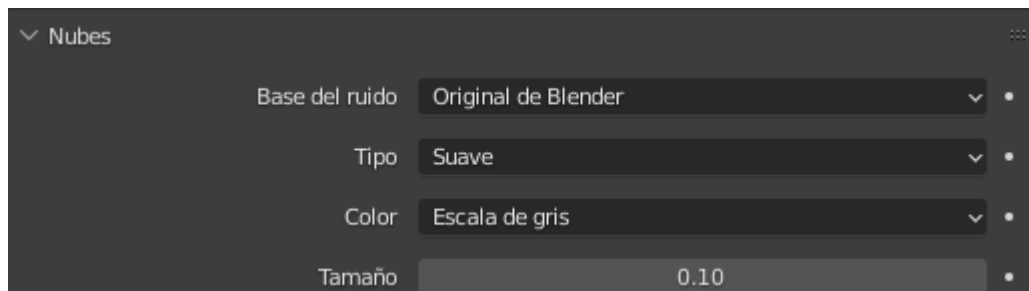 Nubes
Base del ruido Original de Blender
Tipo Suave
Color Escala de gris
Tamaño 0.10